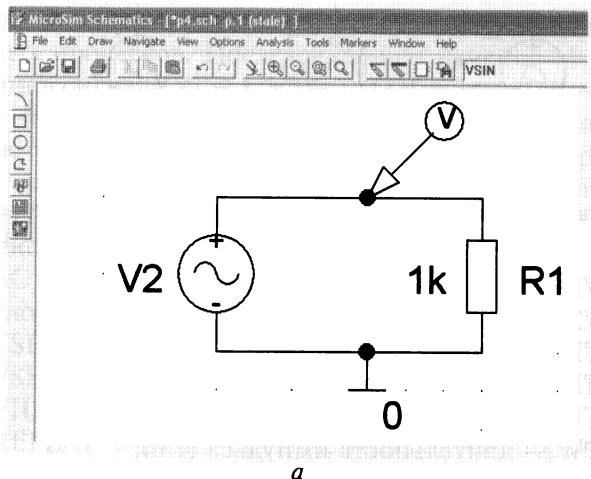 MicroSim Schematics - [*p4.sch p.1 (stale) ]
File Edit Draw Navigate View Options Analysis Tools Markers Window Help
VSIN
V
+
V2
1k
R1
-
0
a